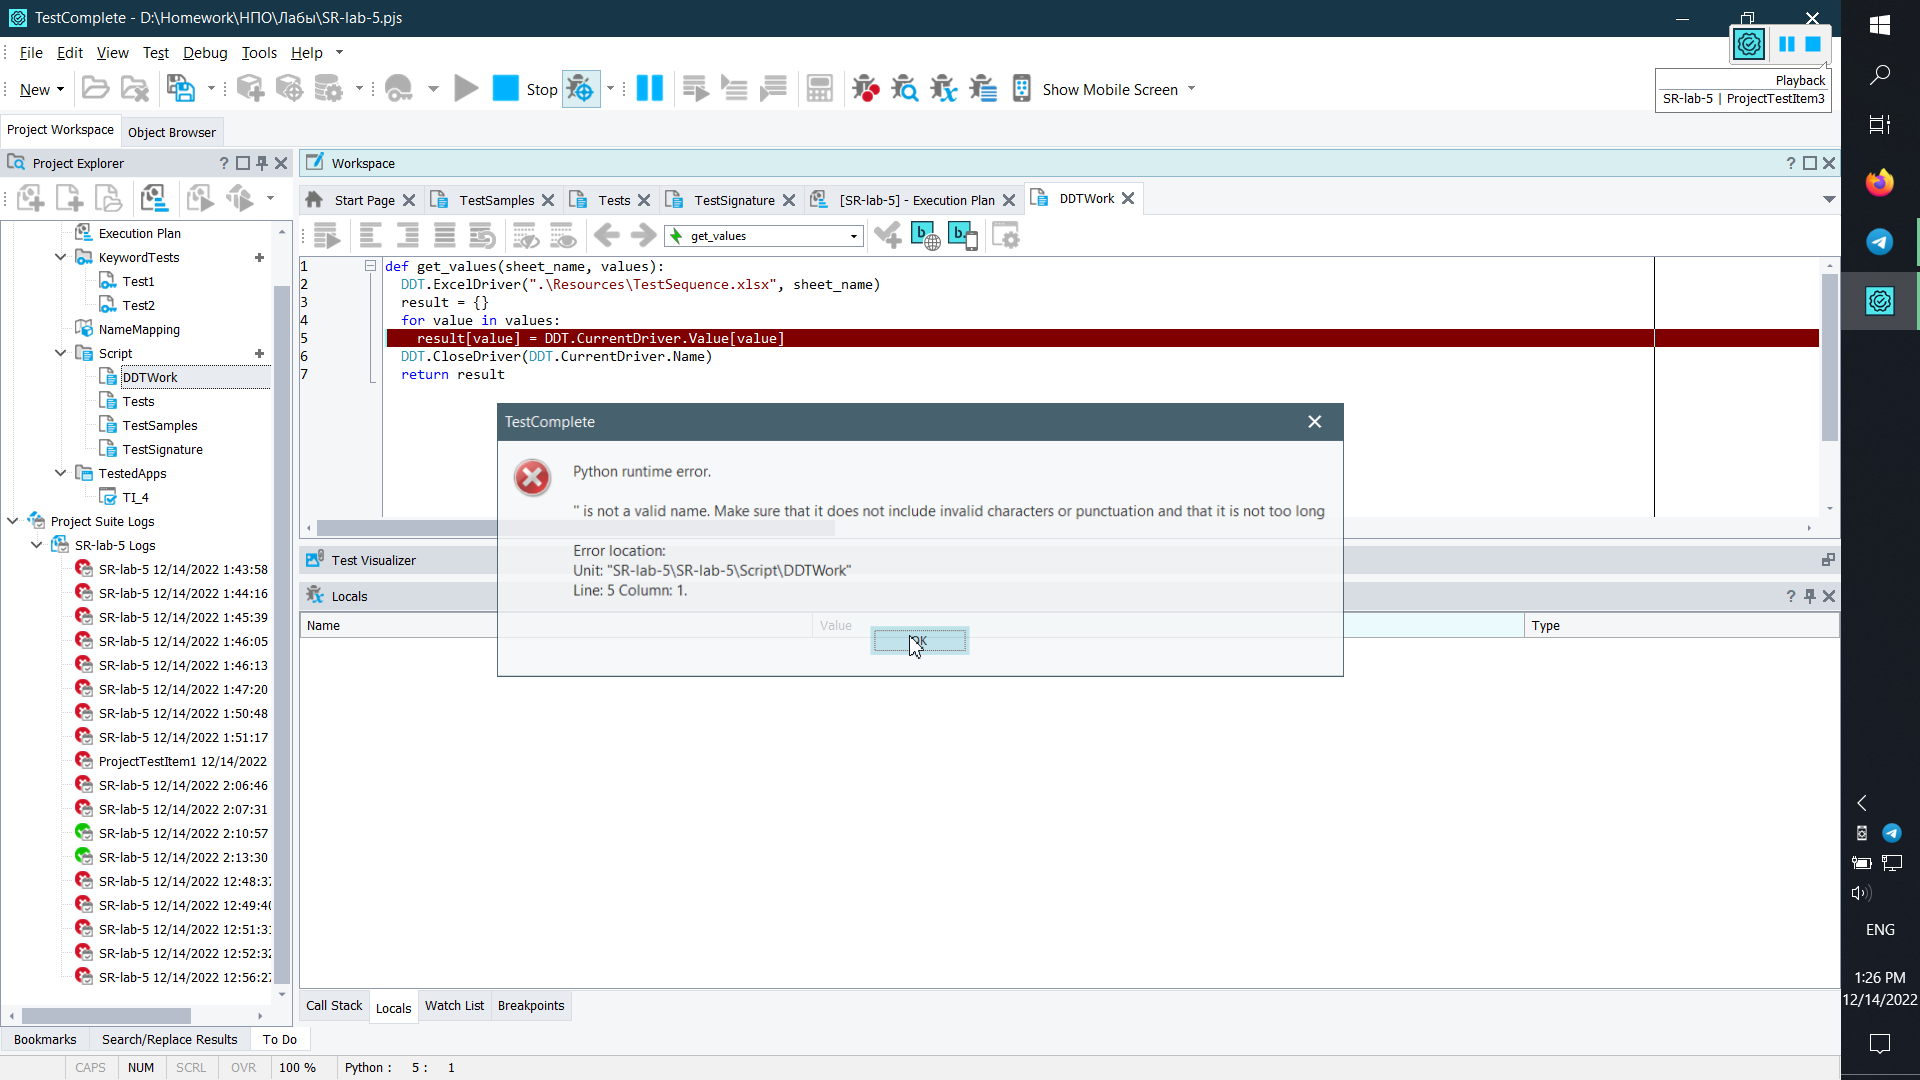 TestComplete - D:\Homework\НПО\Лабы\SR-lab-5.pjs
File Edit View Test Debug Tools Help
New
Stop
Show Mobile Screen
Playback
SR-lab-5 | ProjectTestItem3
Project Workspace
Object Browser
Project Explorer
Workspace
Start Page
TestSamples
Tests
TestSignature
[SR-lab-5] - Execution Plan
DDTWork
get_values
Execution Plan
KeywordTests
Test1
Test2
NameMapping
Script
DDTWork
Tests
TestSamples
TestSignature
TestedApps
TI_4
Project Suite Logs
SR-lab-5 Logs
SR-lab-5 12/14/2022 1:43:58
SR-lab-5 12/14/2022 1:44:16
SR-lab-5 12/14/2022 1:45:39
SR-lab-5 12/14/2022 1:46:05
SR-lab-5 12/14/2022 1:46:13
SR-lab-5 12/14/2022 1:47:20
SR-lab-5 12/14/2022 1:50:48
SR-lab-5 12/14/2022 1:51:17
ProjectTestItem1 12/14/2022
SR-lab-5 12/14/2022 2:06:46
SR-lab-5 12/14/2022 2:07:31
SR-lab-5 12/14/2022 2:10:57
SR-lab-5 12/14/2022 2:13:30
SR-lab-5 12/14/2022 12:48:37
SR-lab-5 12/14/2022 12:49:40
SR-lab-5 12/14/2022 12:51:31
SR-lab-5 12/14/2022 12:52:32
SR-lab-5 12/14/2022 12:56:27
1 def get_values(sheet_name, values):
2 DDT.ExcelDriver(".\Resources\TestSequence.xlsx", sheet_name)
3 result = {}
4 for value in values:
5 result[value] = DDT.CurrentDriver.Value[value]
6 DDT.CloseDriver(DDT.CurrentDriver.Name)
7 return result
TestComplete
Python runtime error.
'' is not a valid name. Make sure that it does not include invalid characters or punctuation and that it is not too long
Error location:
Unit: "SR-lab-5\SR-lab-5\Script\DDTWork"
Line: 5 Column: 1.
OK
Test Visualizer
Locals
Name
Value
Type
Call Stack
Locals
Watch List
Breakpoints
Bookmarks
Search/Replace Results
To Do
CAPS
NUM
SCRL
OVR
100 %
Python : 5 : 1
ENG
1:26 PM
12/14/2022